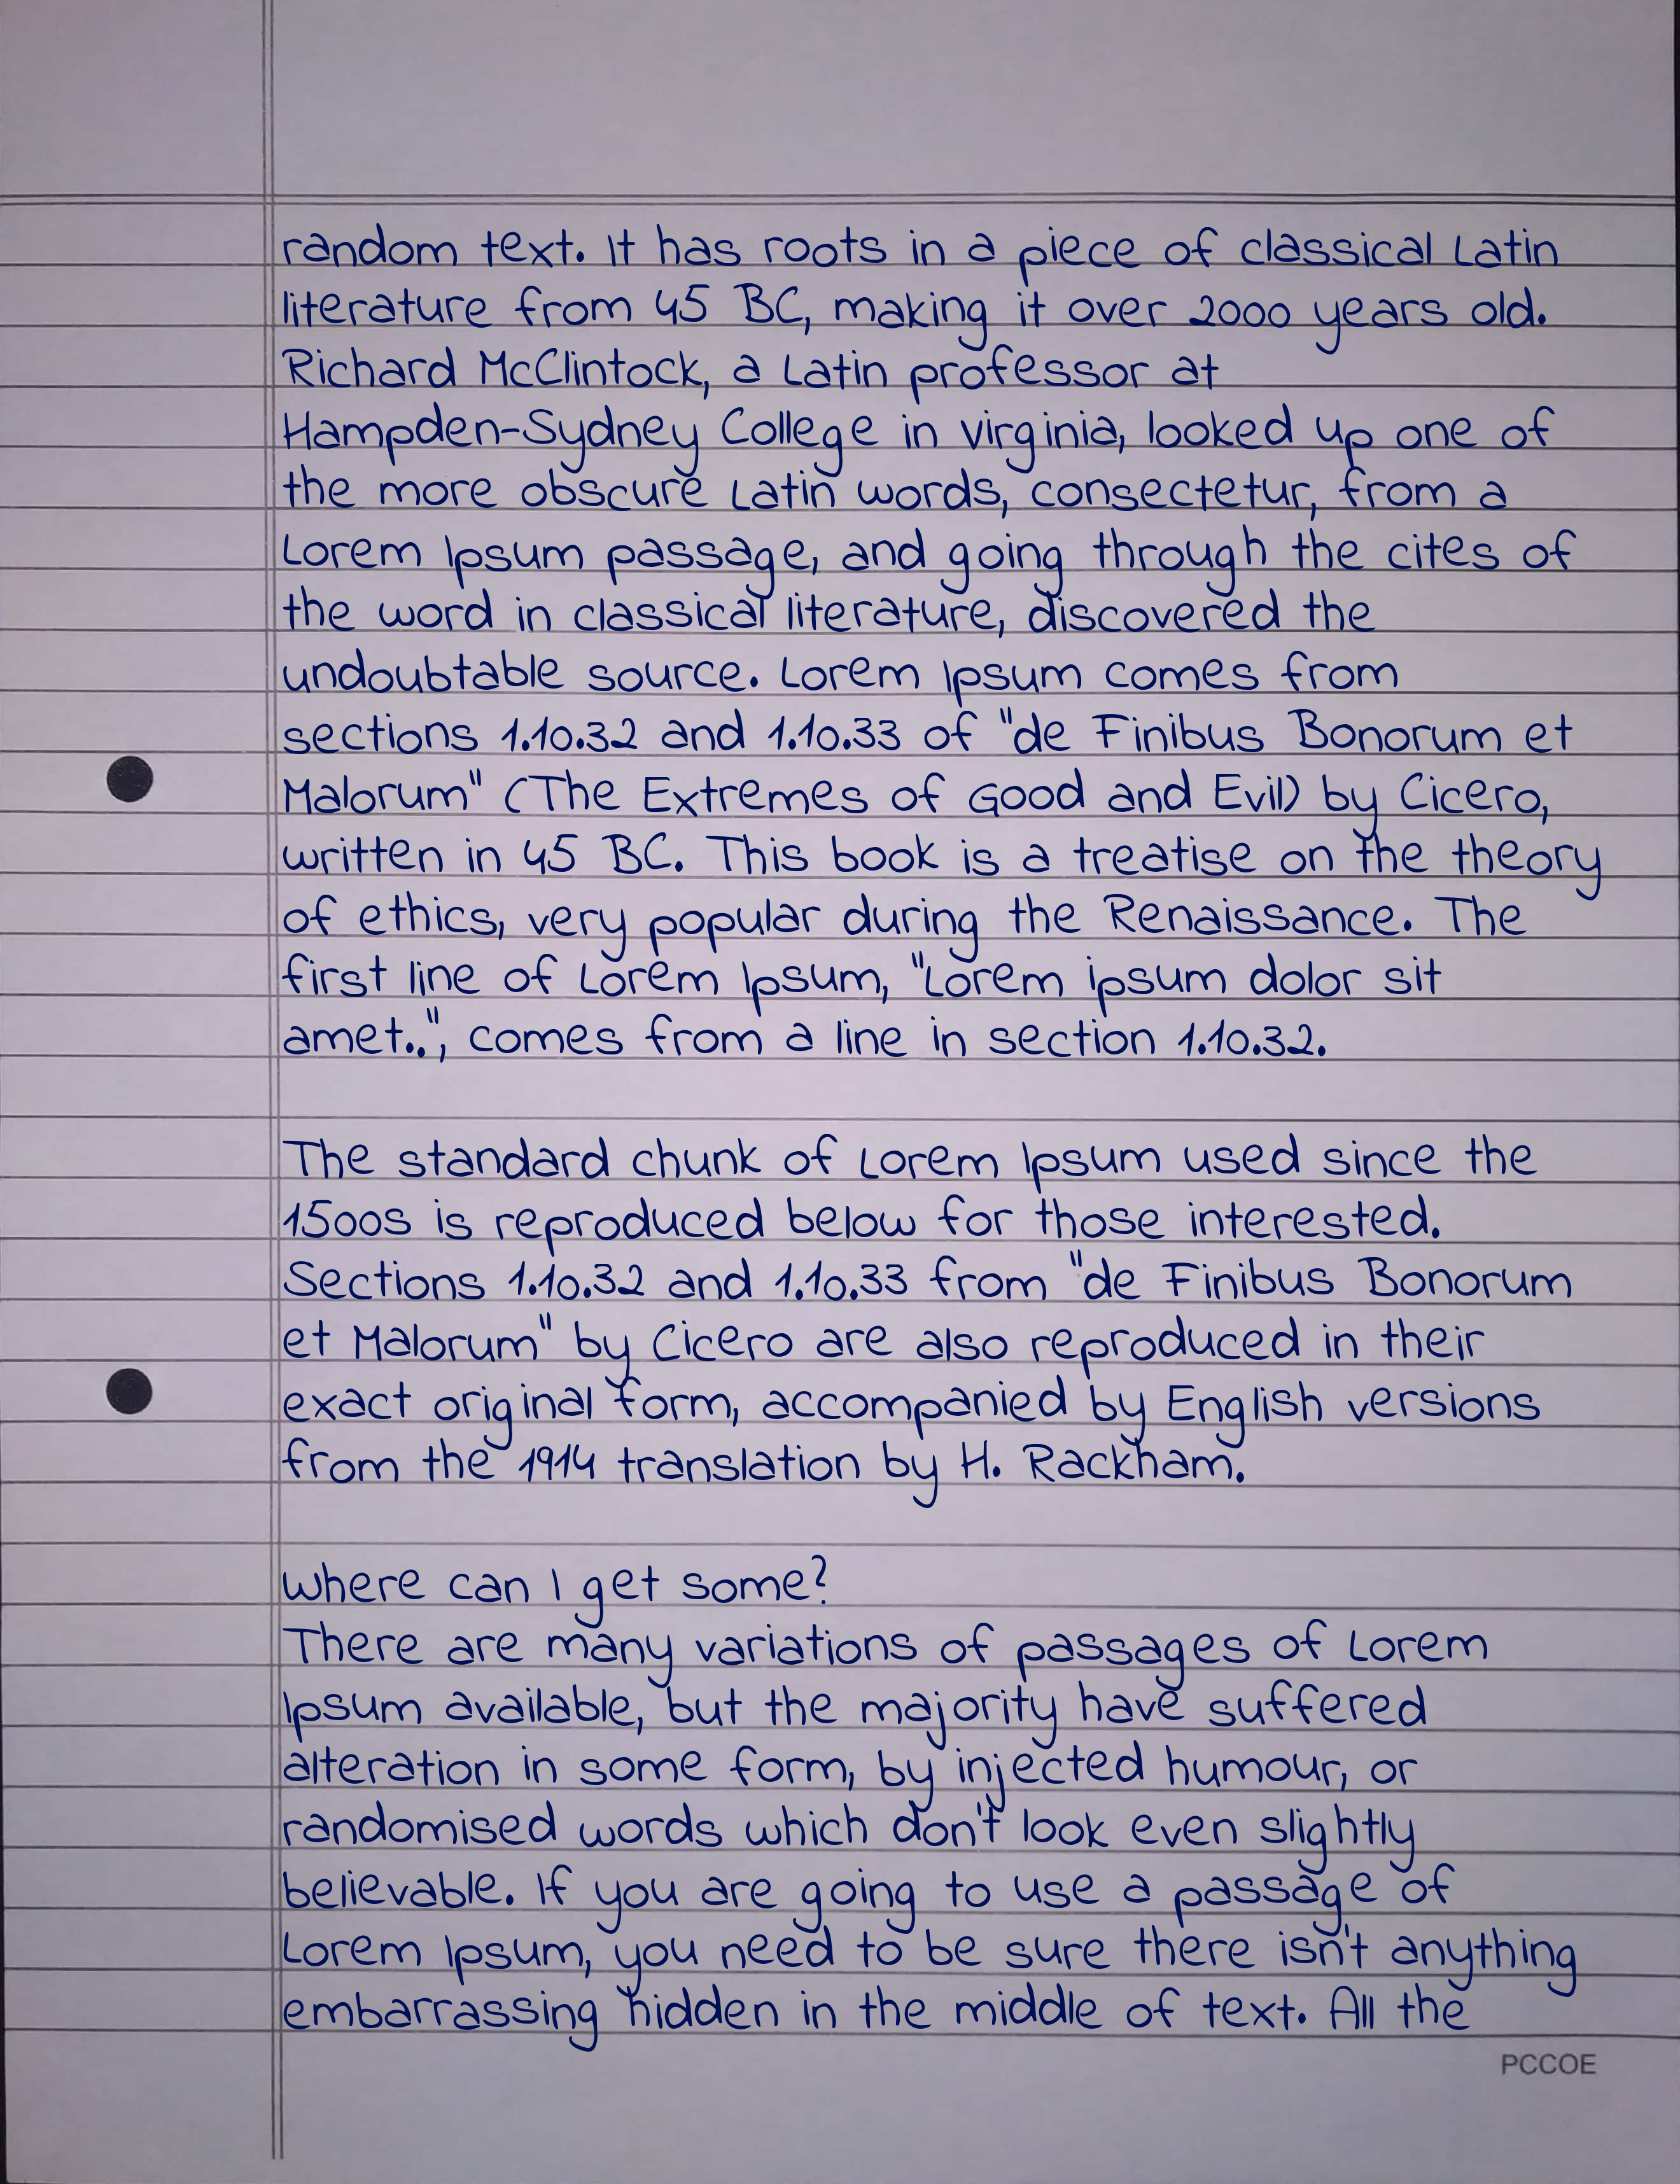 random text. It has roots in a piece of classical Latin
literature from 45 BC, making it over 2000 years old.
Richard McClintock, a Latin professor at
Hampden-Sydney College in Virginia, looked up one of
the more obscure Latin words, consectetur, from a
Lorem Ipsum passage, and going through the cites of
the word in classical literature, discovered the
undoubtable source. Lorem Ipsum comes from
sections 1.10.32 and 1.10.33 of "de Finibus Bonorum et
Malorum" (The Extremes of Good and Evil) by Cicero,
written in 45 BC. This book is a treatise on the theory
of ethics, very popular during the Renaissance. The
first line of Lorem Ipsum, "Lorem ipsum dolor sit
amet..", comes from a line in section 1.10.32.

The standard chunk of Lorem Ipsum used since the
1500s is reproduced below for those interested.
Sections 1.10.32 and 1.10.33 from "de Finibus Bonorum
et Malorum" by Cicero are also reproduced in their
exact original form, accompanied by English versions
from the 1914 translation by H. Rackham.

Where can I get some?
There are many variations of passages of Lorem
Ipsum available, but the majority have suffered
alteration in some form, by injected humour, or
randomised words which don't look even slightly
believable. If you are going to use a passage of
Lorem Ipsum, you need to be sure there isn't anything
embarrassing hidden in the middle of text. All the
PCCOE